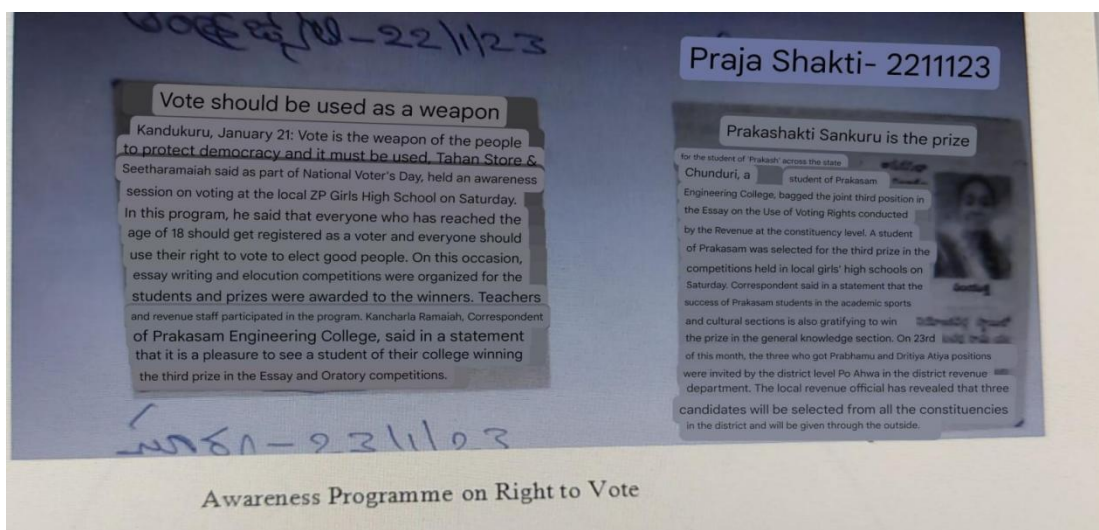 -22/1/23
Praja Shakti- 2211123
Vote should be used as a weapon
Kandukuru, January 21: Vote is the weapon of the people
to protect democracy and it must be used, Tahan Store &
Seetharamaiah said as part of National Voter's Day, held an awareness
session on voting at the local ZP Girls High School on Saturday.
In this program, he said that everyone who has reached the
age of 18 should get registered as a voter and everyone should
use their right to vote to elect good people. On this occasion,
essay writing and elocution competitions were organized for the
students and prizes were awarded to the winners. Teachers
and revenue staff participated in the program. Kancharla Ramaiah, Correspondent
of Prakasam Engineering College, said in a statement
that it is a pleasure to see a student of their college winning
the third prize in the Essay and Oratory competitions.
-23/1/23
Prakashakti Sankuru is the prize
for the student of 'Prakash' across the state
Chunduri, a student of Prakasam
Engineering College, bagged the joint third position in
the Essay on the Use of Voting Rights conducted
by the Revenue at the constituency level. A student
of Prakasam was selected for the third prize in the
competitions held in local girls' high schools on
Saturday. Correspondent said in a statement that the
success of Prakasam students in the academic sports
and cultural sections is also gratifying to win
the prize in the general knowledge section. On 23rd
of this month, the three who got Prabhamu and Dritiya Atiya positions
were invited by the district level Po Ahwa in the district revenue
department. The local revenue official has revealed that three
candidates will be selected from all the constituencies
in the district and will be given through the outside.
Awareness Programme on Right to Vote